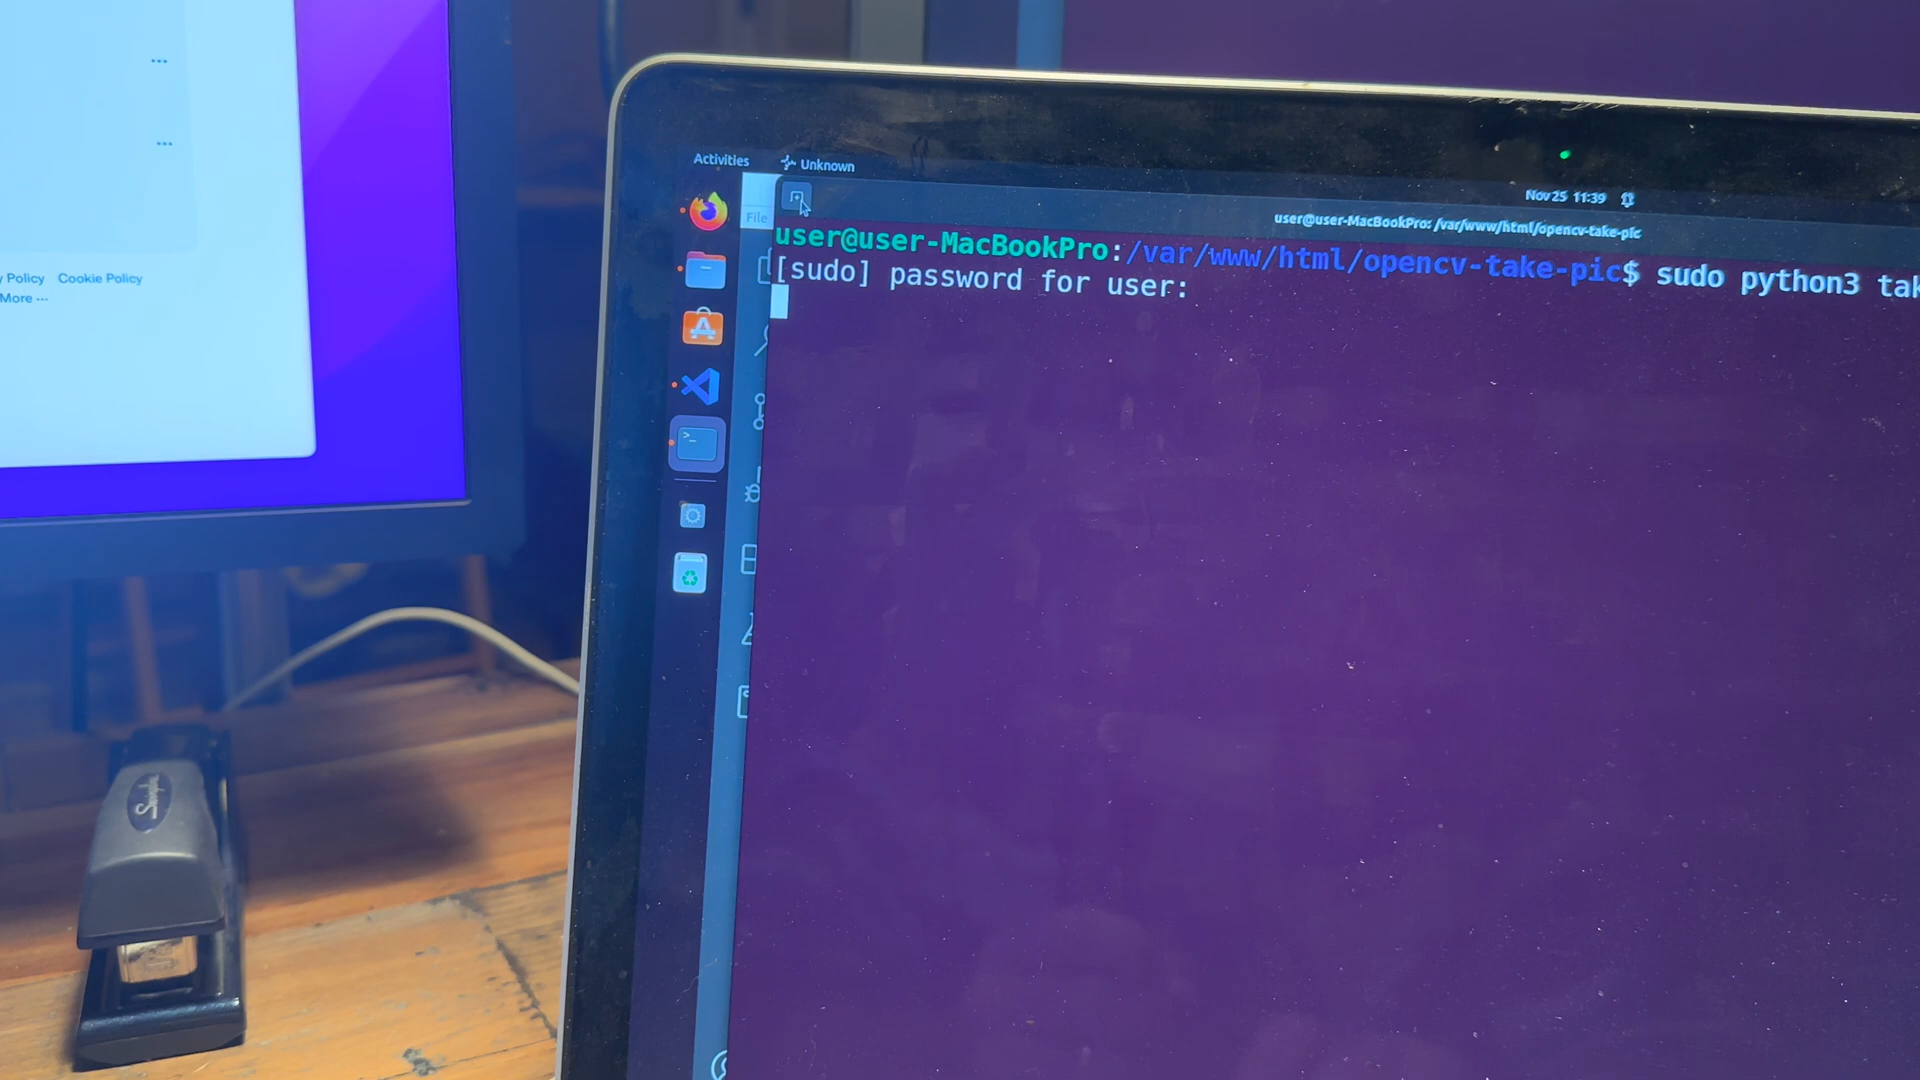 y Policy Cookie Policy
More ...
Activities Unknown
Nov 25 11:39
user@user-MacBookPro: /var/www/html/opencv-take-pic
File
user@user-MacBookPro:/var/www/html/opencv-take-pic$ sudo python3 tak
[sudo] password for user:
Swingline